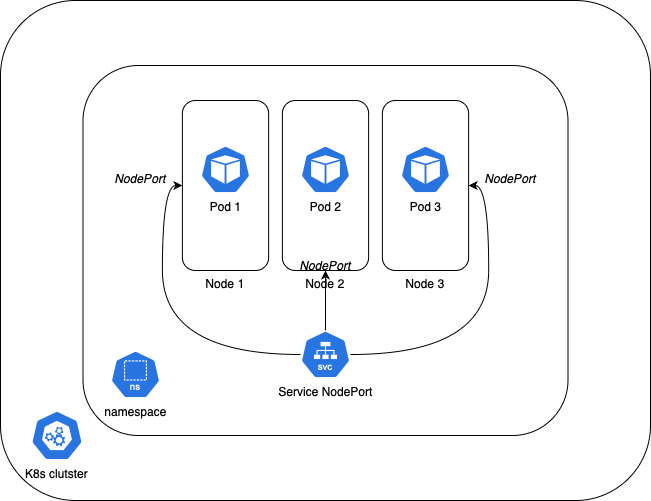 NodePort
NodePort
Pod 1
Pod 2
Pod 3
NodePort
Node 1
Node 2
Node 3
svc
Service NodePort
ns
namespace
K8s clutster